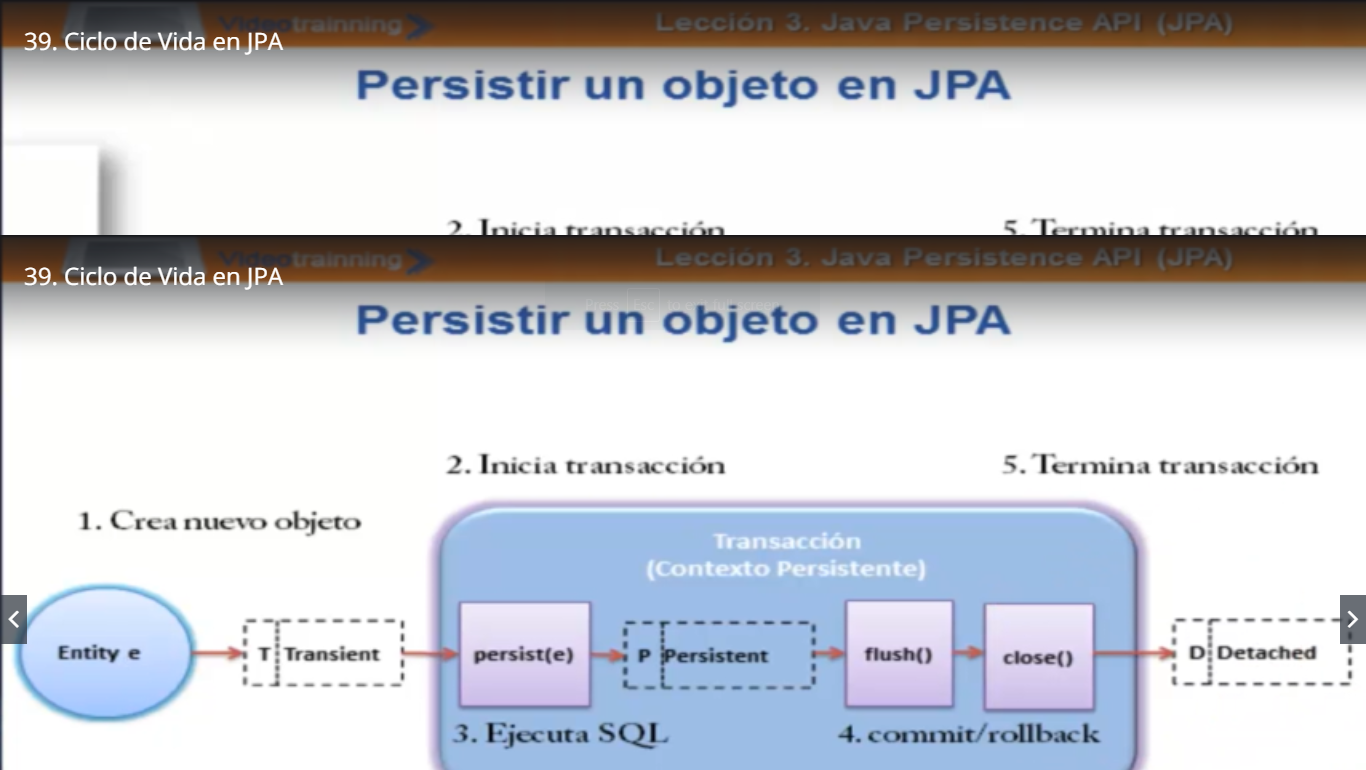 Videotrainning
Lección 3. Java Persistence API (JPA)
39. Ciclo de Vida en JPA
Persistir un objeto en JPA
2. Inicia transacción
5. Termina transacción
Videotrainning
Lección 3. Java Persistence API (JPA)
39. Ciclo de Vida en JPA
Persistir un objeto en JPA
2. Inicia transacción
5. Termina transacción
1. Crea nuevo objeto
Transacción
(Contexto Persistente)
Entity e
T Transient
persist(e)
P Persistent
flush()
close()
D Detached
3. Ejecuta SQL
4. commit/rollback